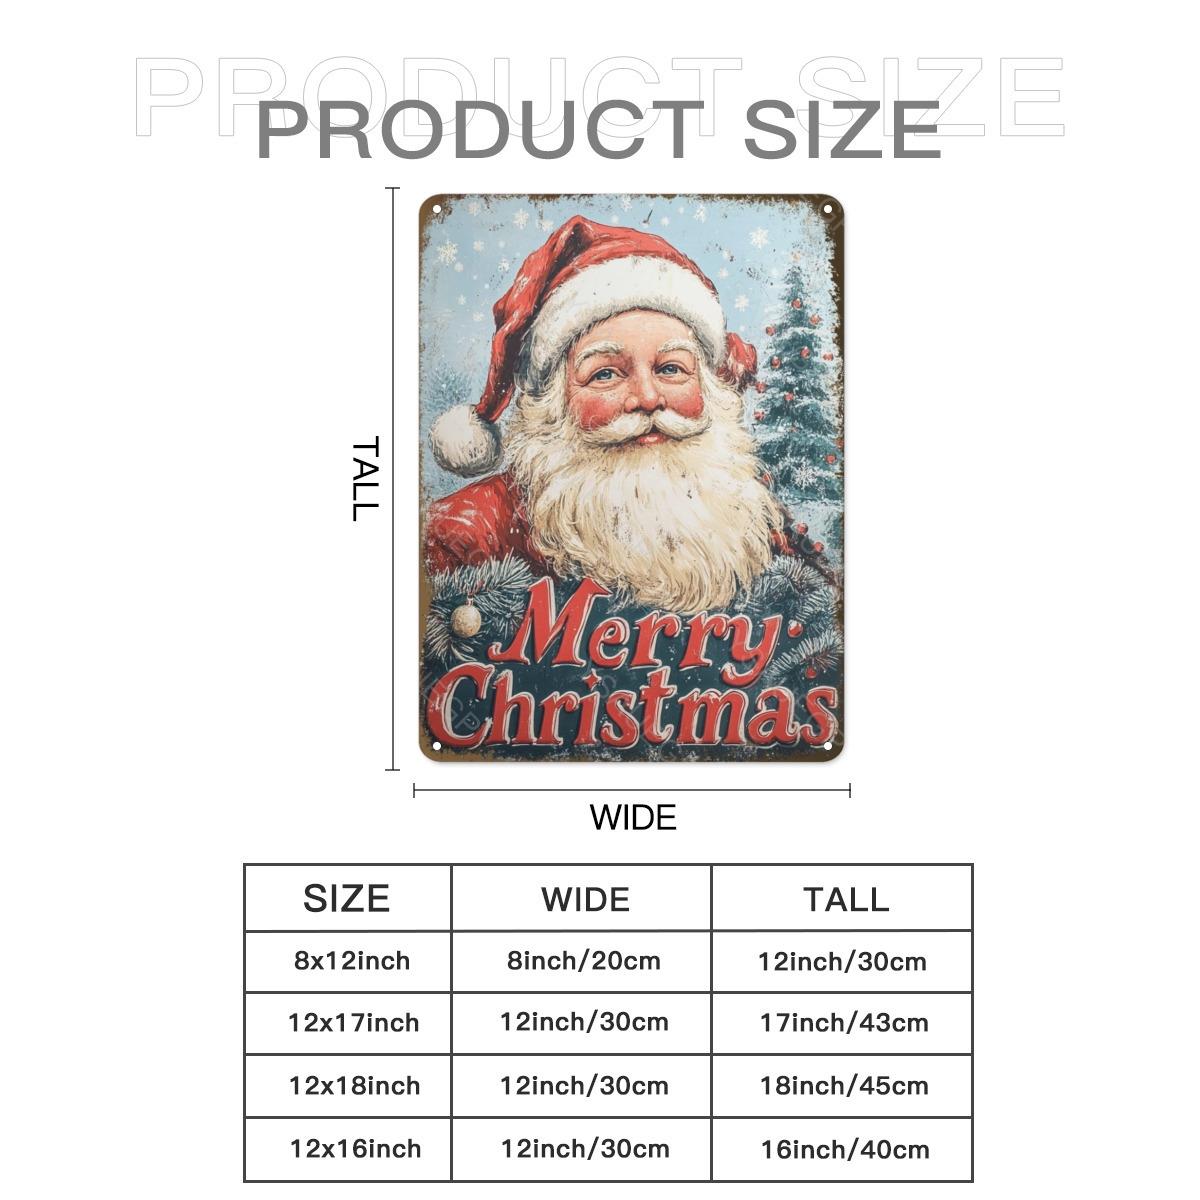 PRODUCT SIZE
PRODUCT SIZE
TALL
Merry
Christmas
WIDE
SIZE WIDE TALL
8x12inch 8inch/20cm 12inch/30cm
12x17inch 12inch/30cm 17inch/43cm
12x18inch 12inch/30cm 18inch/45cm
12x16inch 12inch/30cm 16inch/40cm